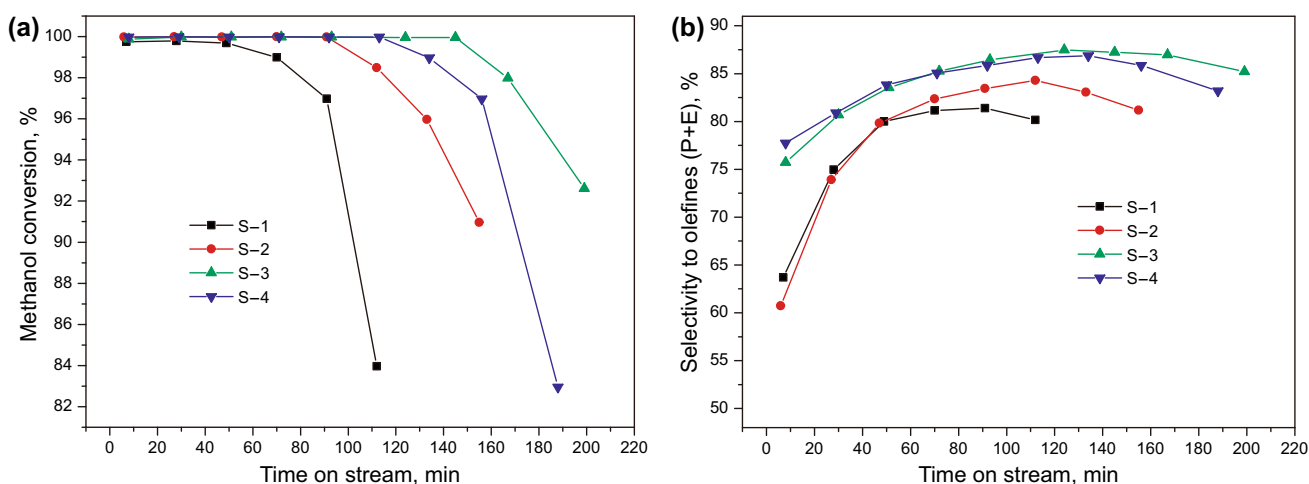 (a)
Methanol conversion, %
100
98
96
94
92
90
88
86
84
82
S–1
S–2
S–3
S–4
0 20 40 60 80 100 120 140 160 180 200 220
Time on stream, min
(b)
Selectivity to olefines (P+E), %
90
85
80
75
70
65
60
55
50
S–1
S–2
S–3
S–4
0 20 40 60 80 100 120 140 160 180 200 220
Time on stream, min